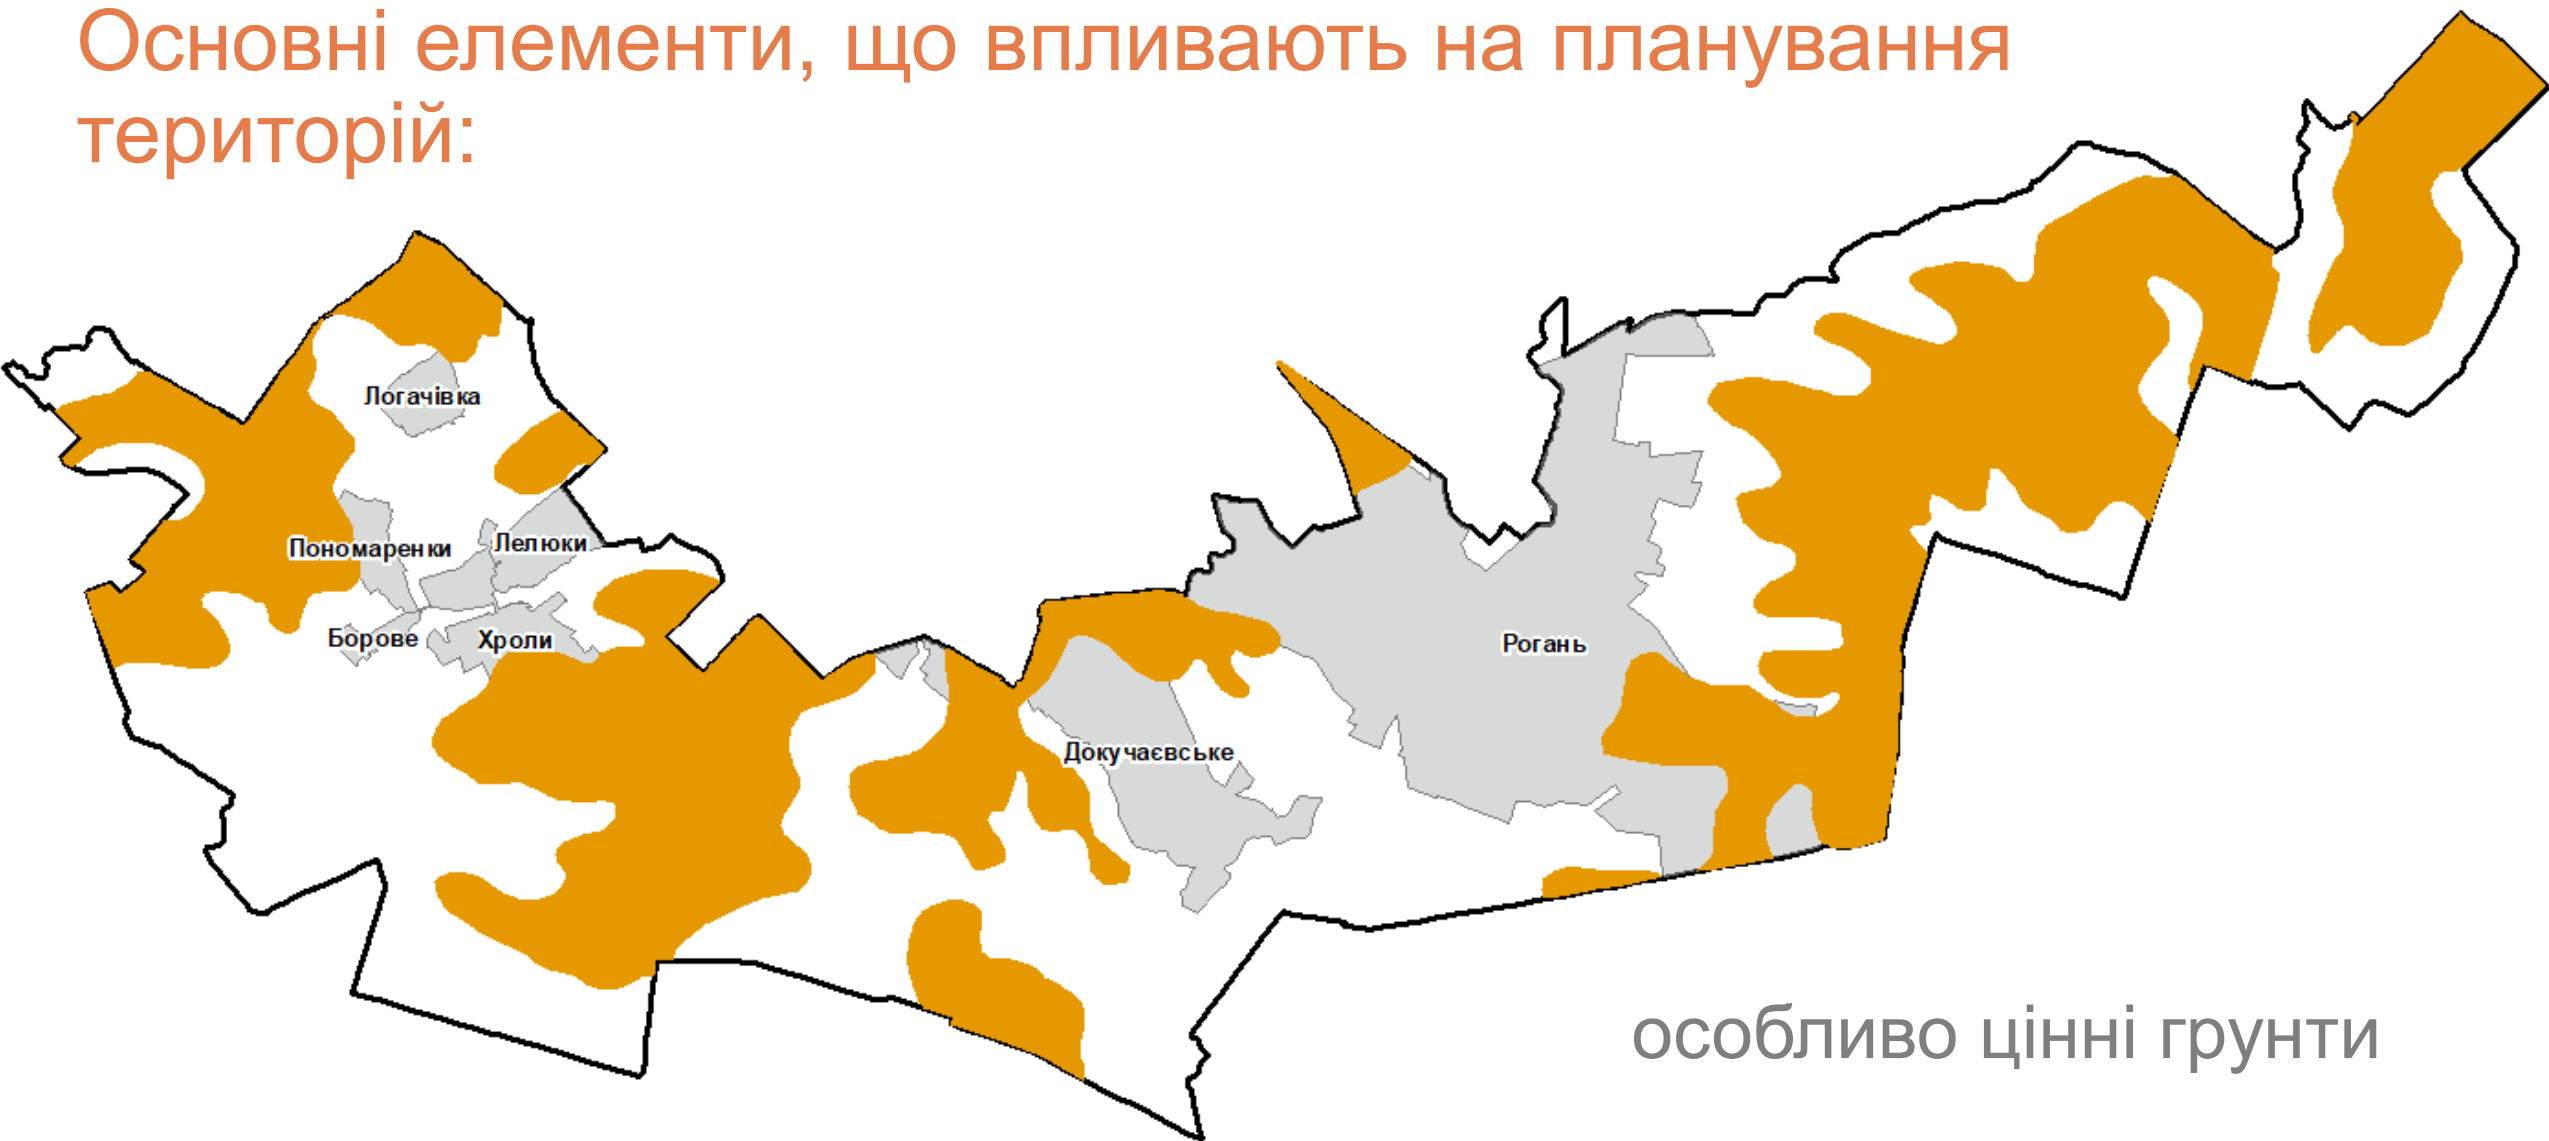 Основні елементи, що впливають на планування
територій:
Логачівка
Пономаренки
Лелюки
Борове
Хроли
Рогань
Докучаєвське
особливо цінні грунти